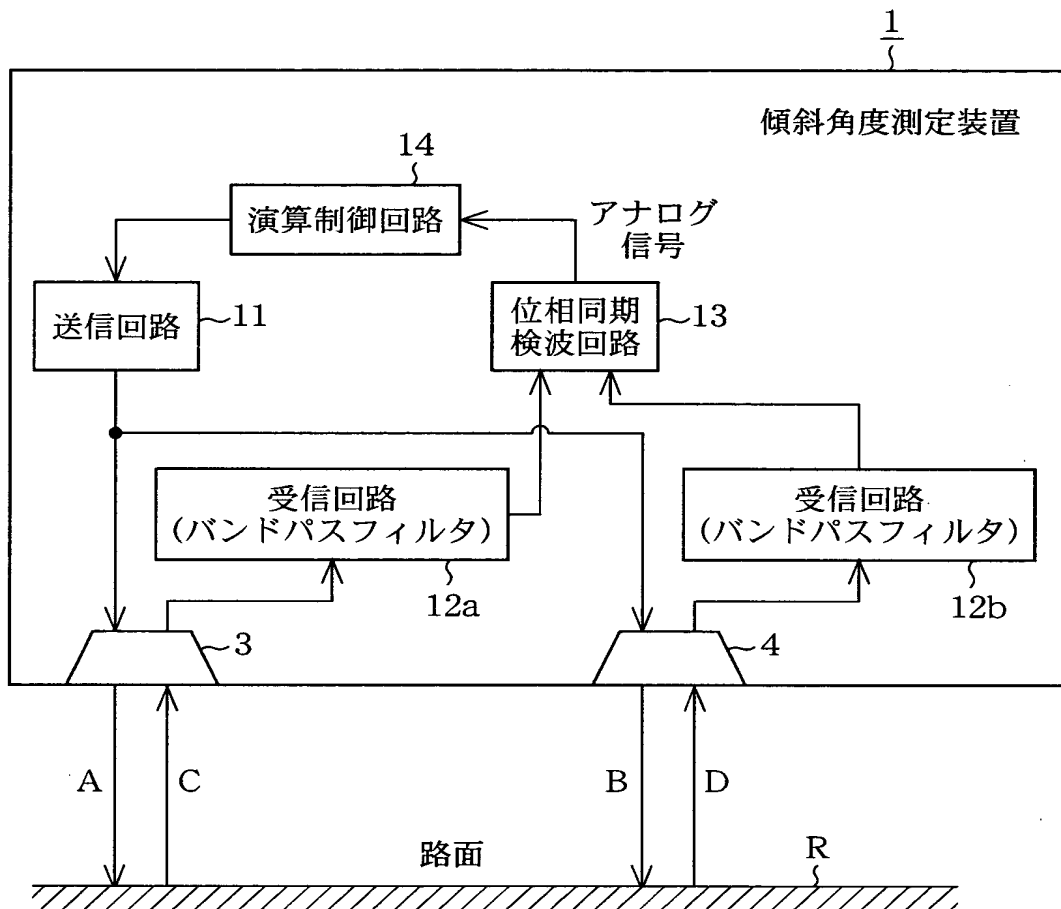 1
傾斜角度測定装置
14
演算制御回路
アナログ
信号
送信回路
11
位相同期
検波回路
13
受信回路
(バンドパスフィルタ)
12a
受信回路
(バンドパスフィルタ)
12b
3
4
A
C
B
D
路面
R